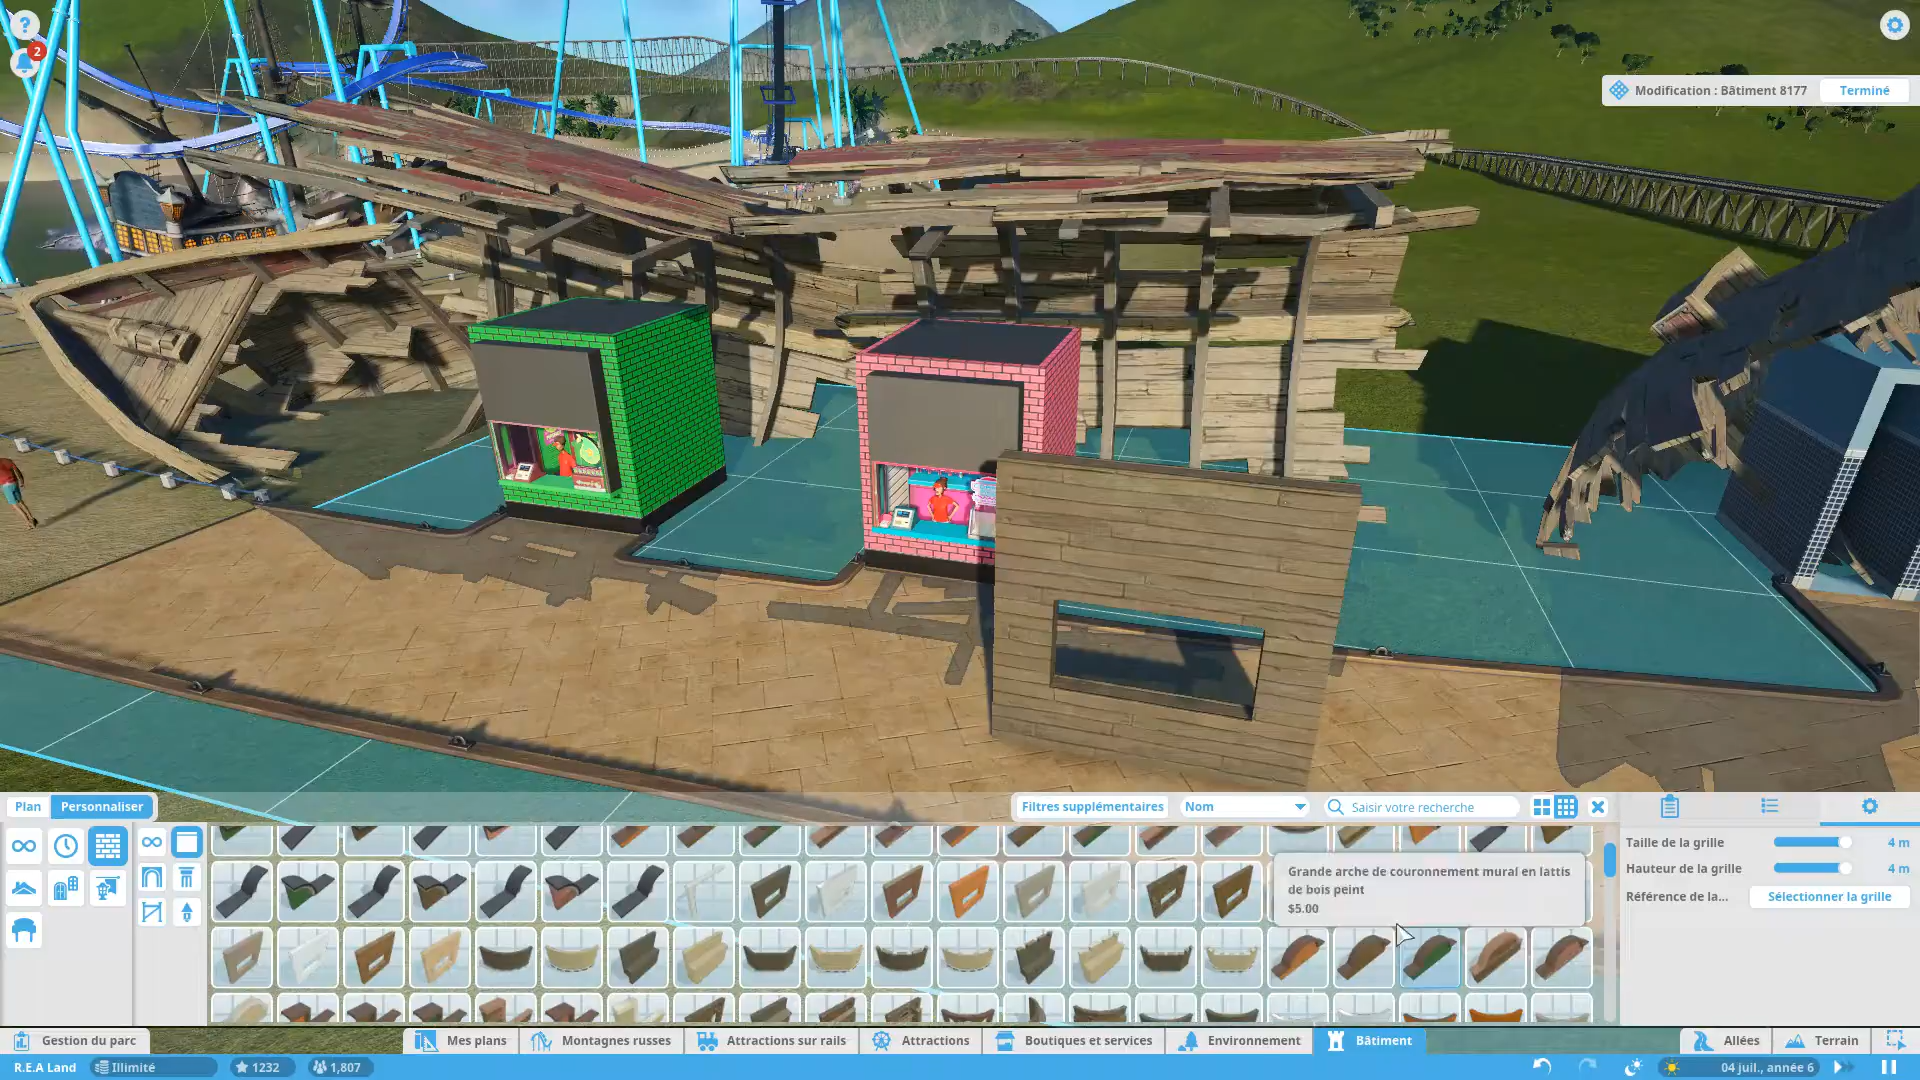 ?
2
Modification : Bâtiment 8177
Terminé
Plan
Personnaliser
Filtres supplémentaires
Nom
Saisir votre recherche
Taille de la grille
4 m
Hauteur de la grille
4 m
Référence de la...
Sélectionner la grille
Grande arche de couronnement mural en lattis
de bois peint
$5.00
Gestion du parc
Mes plans
Montagnes russes
Attractions sur rails
Attractions
Boutiques et services
Environnement
Bâtiment
Allées
Terrain
R.E.A Land
Illimité
1232
1,807
04 juil., année 6